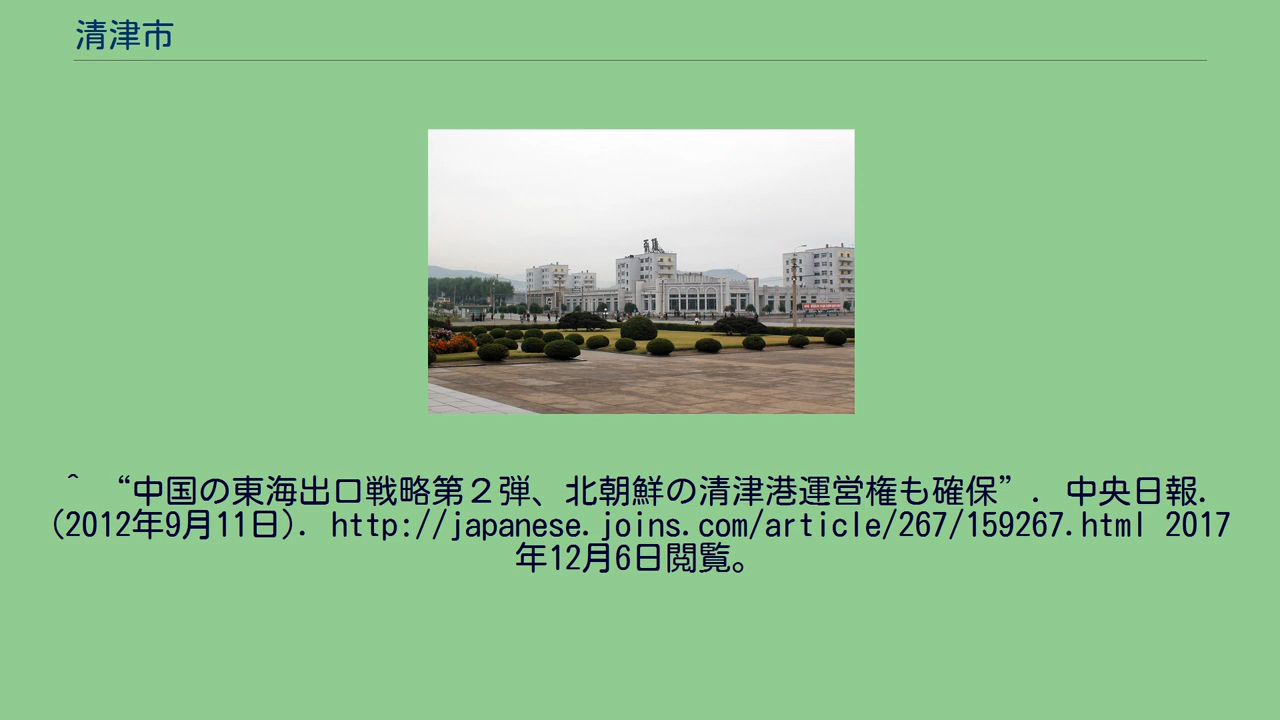 清津市
^ “中国の東海出口戦略第２弾、北朝鮮の清津港運営権も確保”. 中央日報.
(2012年9月11日). http://japanese.joins.com/article/267/159267.html 2017
年12月6日閲覧。